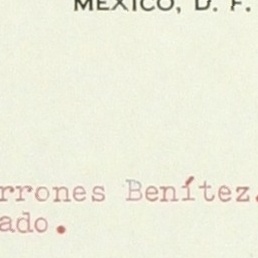 MEXICO, D. F.
rrones Benítez.
ado.